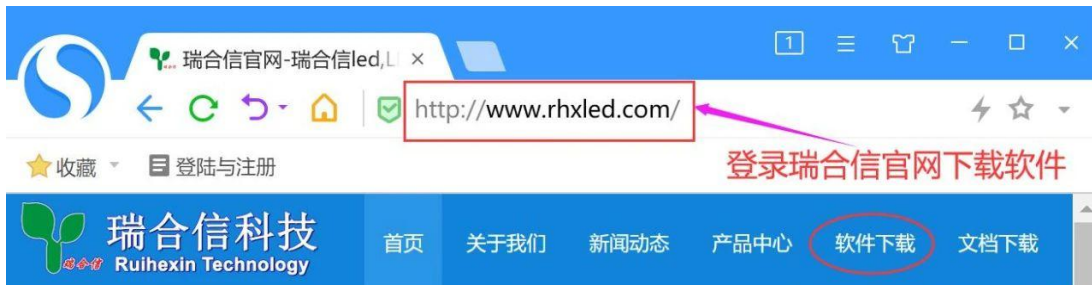 瑞合信官网-瑞合信led,L
1
http://www.rhxled.com/
收藏 登陆与注册
登录瑞合信官网下载软件
瑞合信
瑞合信科技
Ruihexin Technology
首页 关于我们 新闻动态 产品中心 软件下载 文档下载